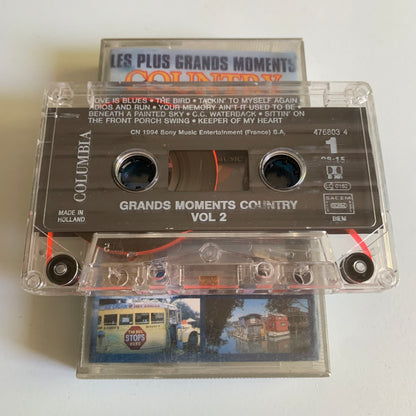 LES PLUS GRANDS MOMENTS
COUNTRY
LOVE IS BLUES • THE BIRD • TACKIN' TO MYSELF AGAIN
ADIOS AND RUN • YOUR MEMORY AIN'T IT USED TO BE •
BENEATH A PAINTED SKY • C.C. WATERBACK • SITTIN' ON
THE FRONT PORCH SWING • KEEPER OF MY HEART
CN 1994 Sony Music Entertainment (France) S.A.
476803 4
1
COLUMBIA
MUSIC
MADE IN
HOLLAND
SACEM
BIEM
GRANDS MOMENTS COUNTRY
VOL 2
STOPS